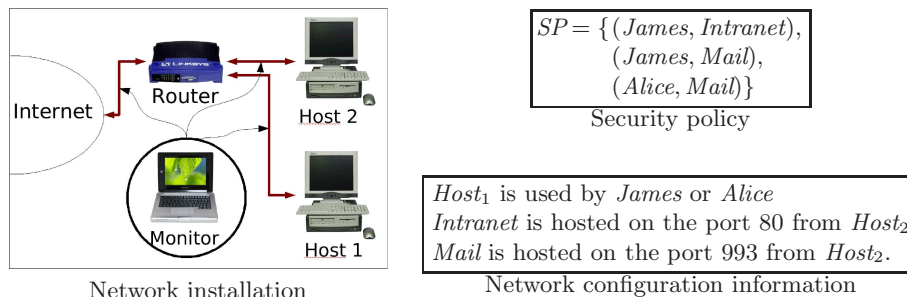 Internet
LINKSYS
Router
Host 2
Monitor
Host 1
Network installation
SP = {(James, Intranet),
(James, Mail),
(Alice, Mail)}
Security policy
Host₁ is used by James or Alice
Intranet is hosted on the port 80 from Host₂
Mail is hosted on the port 993 from Host₂.
Network configuration information